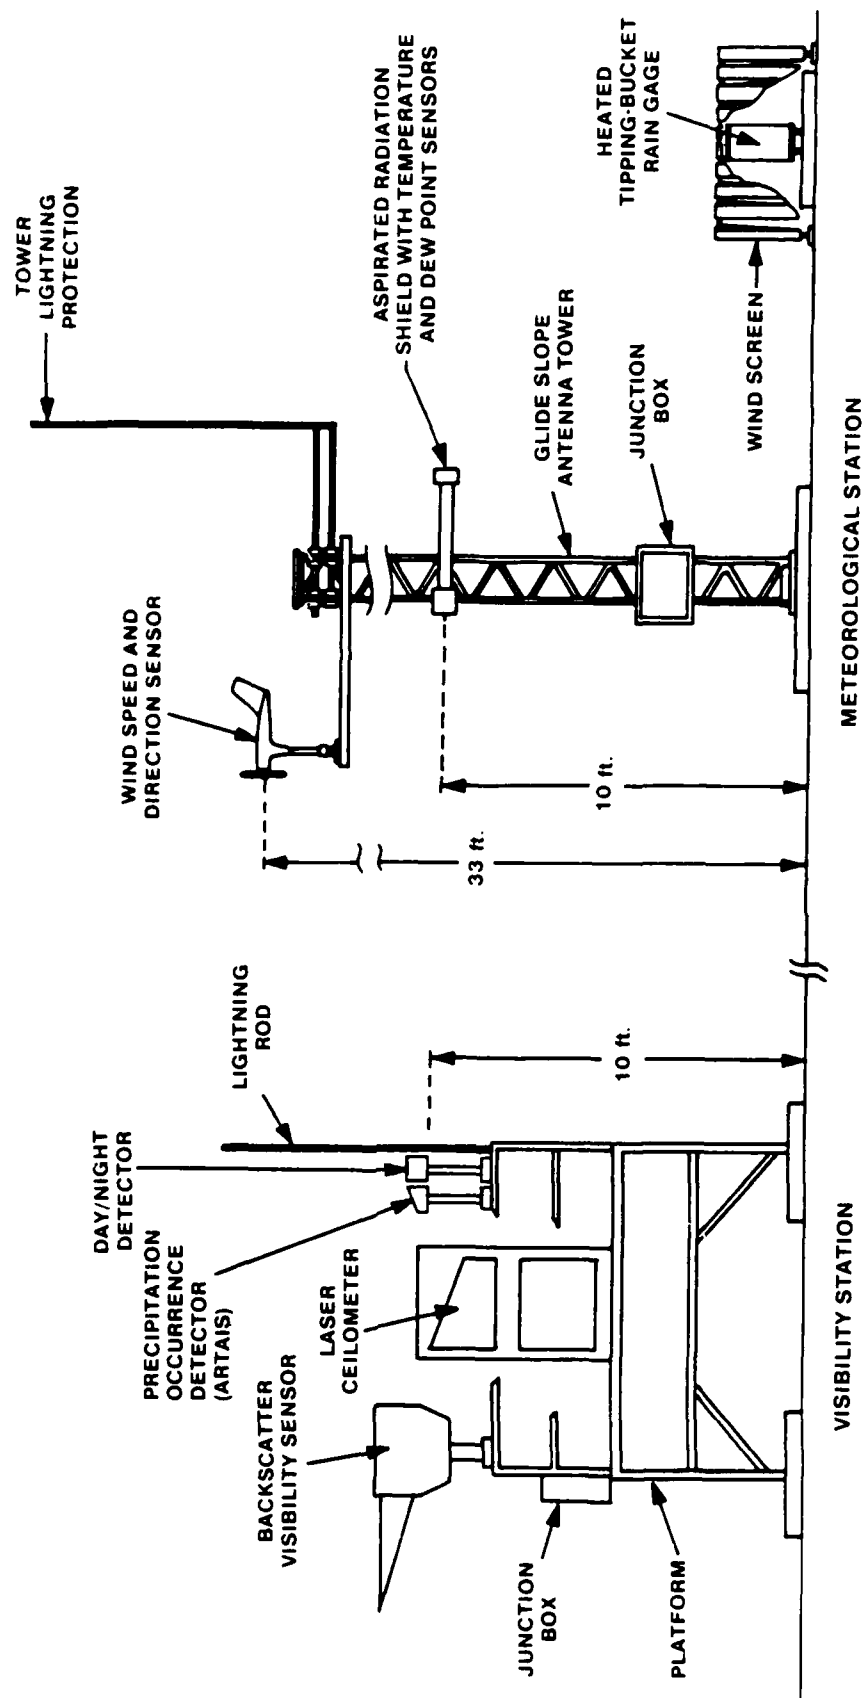 TOWER
LIGHTNING
PROTECTION
WIND SPEED AND
DIRECTION SENSOR
ASPIRATED RADIATION
SHIELD WITH TEMPERATURE
AND DEW POINT SENSORS
GLIDE SLOPE
ANTENNA TOWER
JUNCTION
BOX
HEATED
TIPPING-BUCKET
RAIN GAGE
WIND SCREEN
33 ft.
10 ft.
METEOROLOGICAL STATION
DAY/NIGHT
DETECTOR
LIGHTNING
ROD
PRECIPITATION
OCCURRENCE
DETECTOR
(ARTAIS)
LASER
CEILOMETER
BACKSCATTER
VISIBILITY SENSOR
JUNCTION
BOX
PLATFORM
10 ft.
VISIBILITY STATION